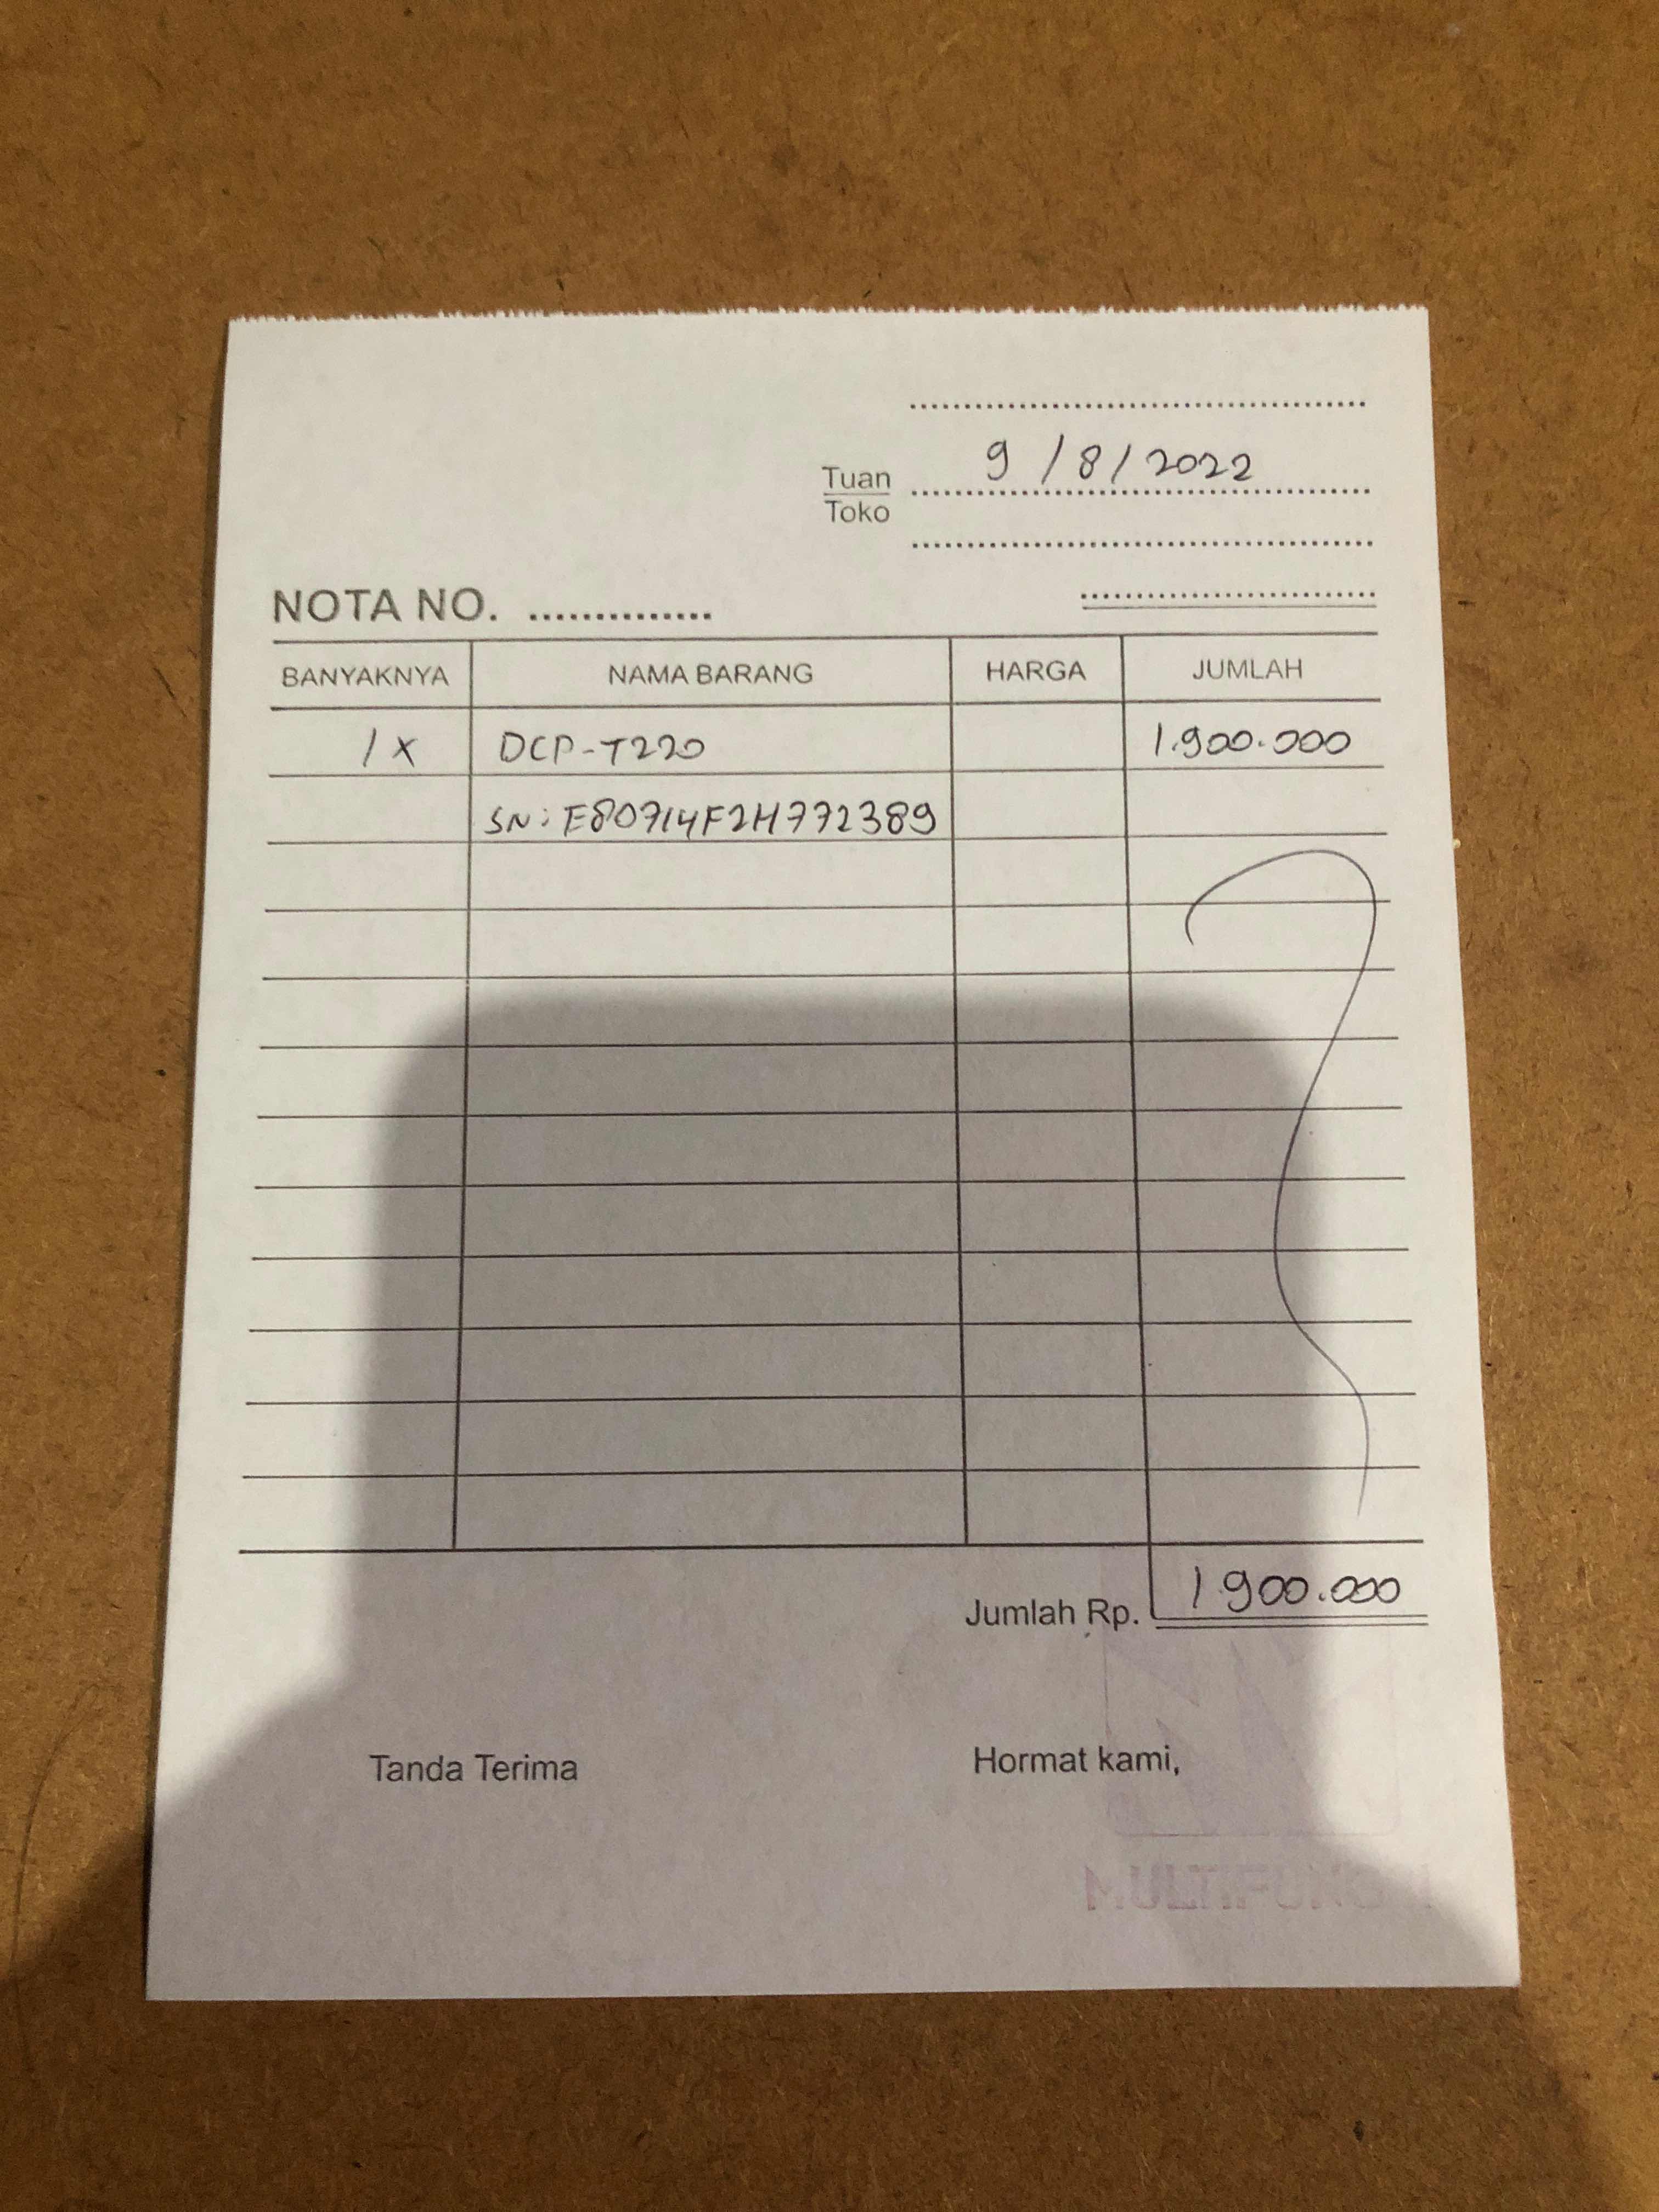 9/8/2022
Tuan
Toko
NOTA NO. ..............
BANYAKNYA NAMA BARANG HARGA JUMLAH
1 X DCP-T220 1.900.000
SN: E80714F2H772389
Jumlah Rp. 1.900.000
Tanda Terima Hormat kami,